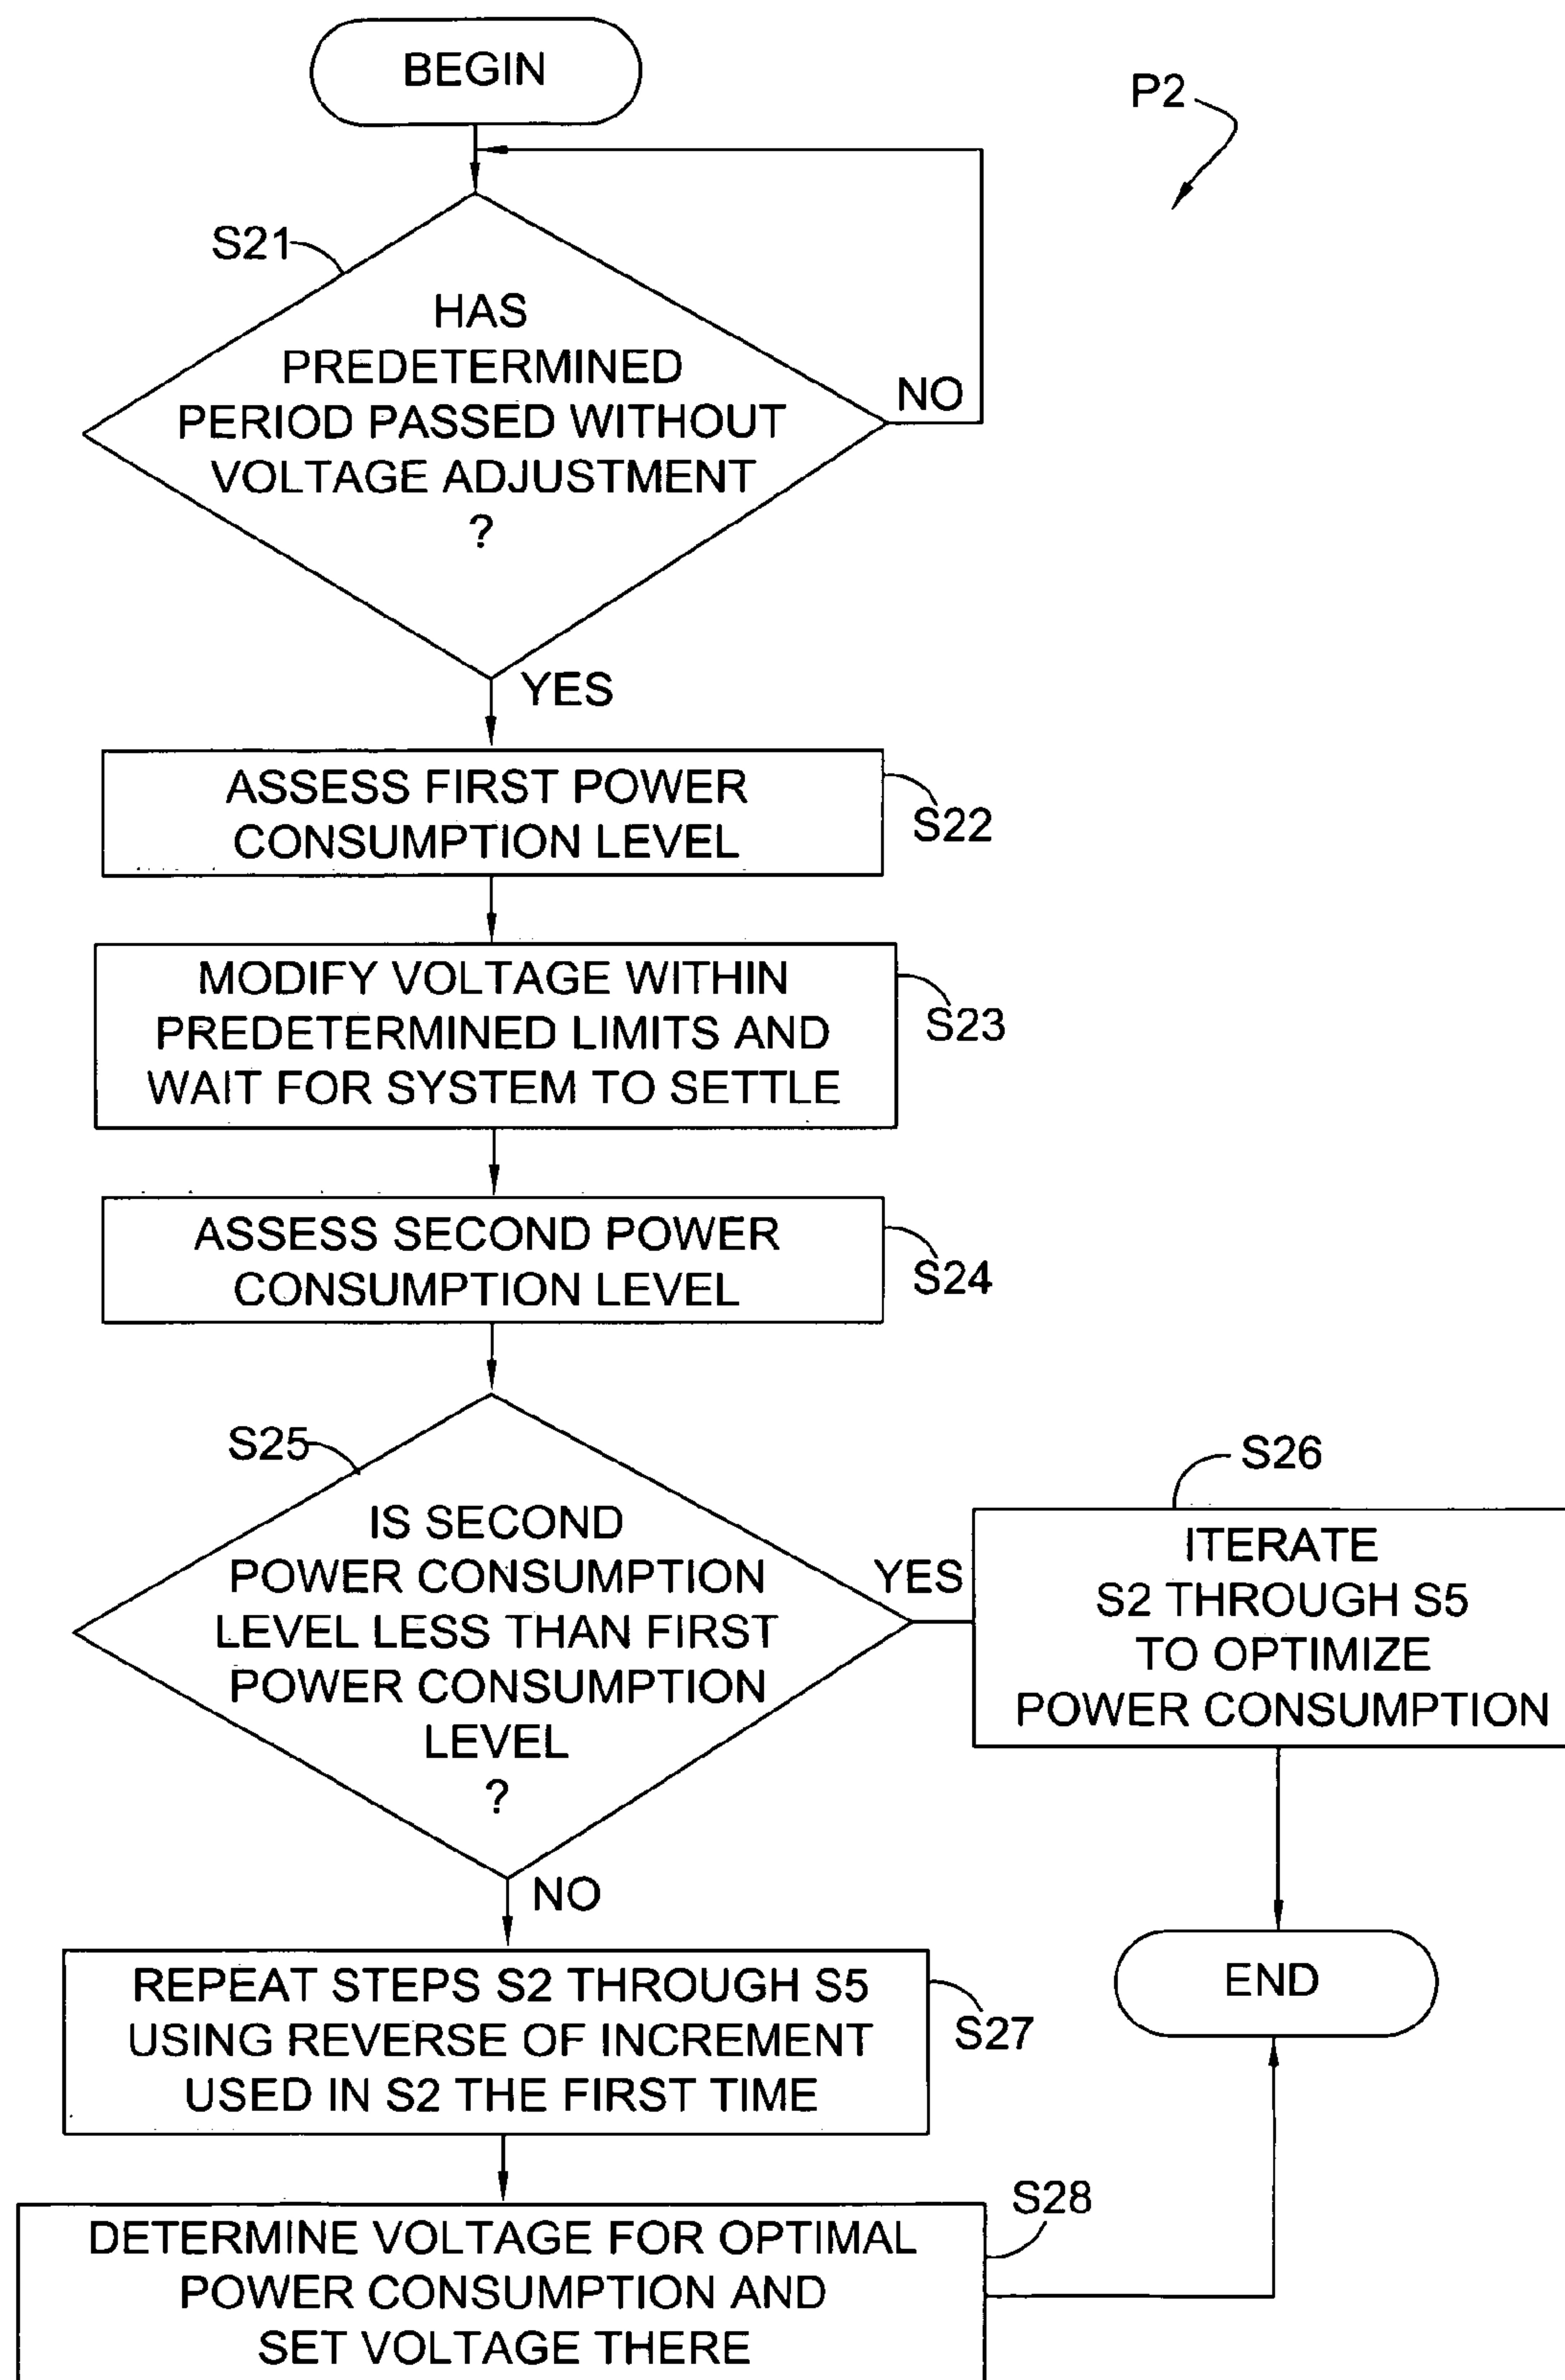 BEGIN
P2
S21
HAS
PREDETERMINED
PERIOD PASSED WITHOUT
VOLTAGE ADJUSTMENT
?
NO
YES
ASSESS FIRST POWER
CONSUMPTION LEVEL
S22
MODIFY VOLTAGE WITHIN
PREDETERMINED LIMITS AND
WAIT FOR SYSTEM TO SETTLE
S23
ASSESS SECOND POWER
CONSUMPTION LEVEL
S24
S25
IS SECOND
POWER CONSUMPTION
LEVEL LESS THAN FIRST
POWER CONSUMPTION
LEVEL
?
YES
S26
ITERATE
S2 THROUGH S5
TO OPTIMIZE
POWER CONSUMPTION
NO
END
REPEAT STEPS S2 THROUGH S5
USING REVERSE OF INCREMENT
USED IN S2 THE FIRST TIME
S27
S28
DETERMINE VOLTAGE FOR OPTIMAL
POWER CONSUMPTION AND
SET VOLTAGE THERE